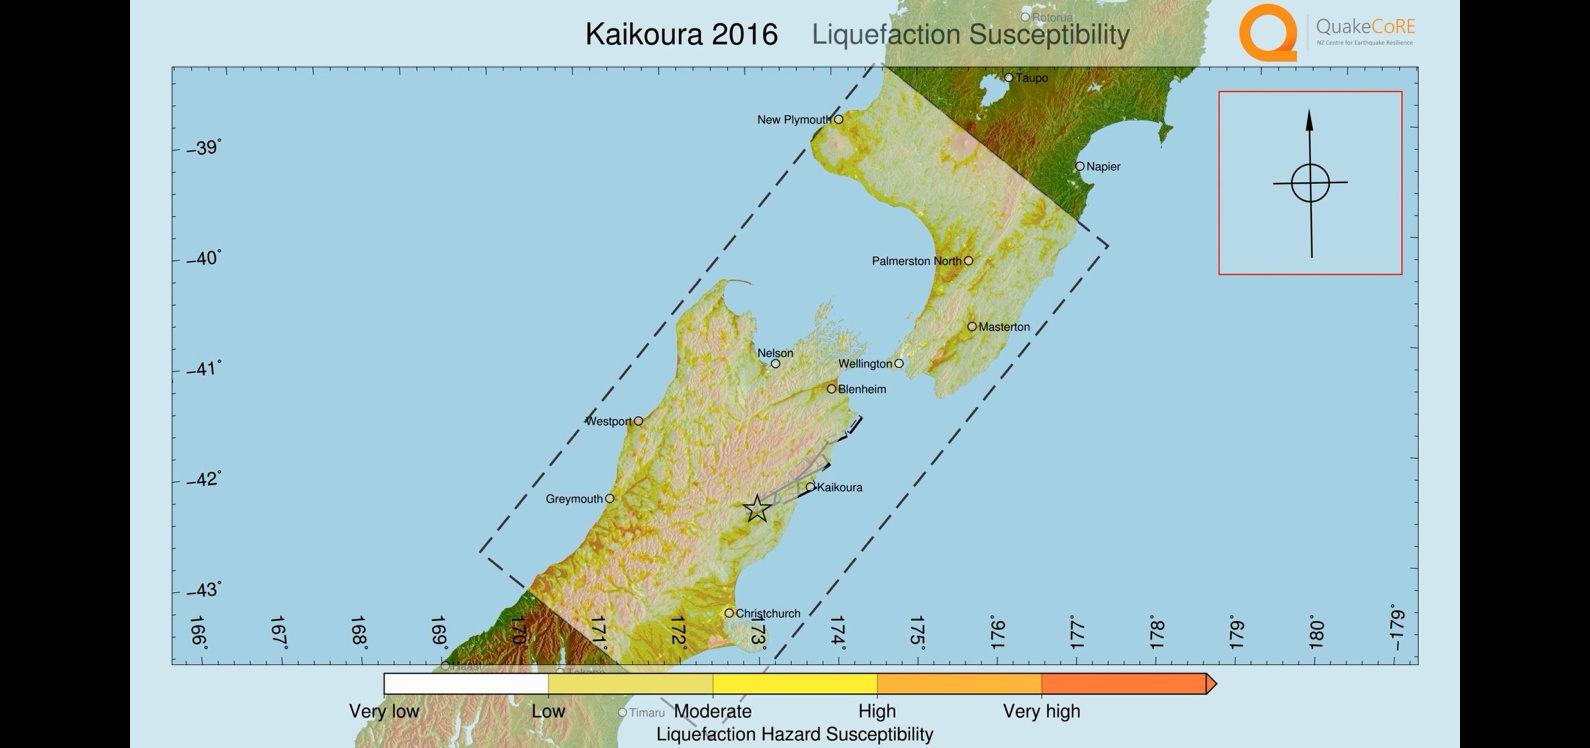 Rotorua
Kaikoura 2016 Liquefaction Susceptibility
QuakeCoRE
NZ Centre for Earthquake Resilience
Taupo
New Plymouth
-39°
Napier
-40°
Palmerston North
Masterton
Nelson
Wellington
-41°
Blenheim
Westport
-42°
Kaikoura
Greymouth
-43°
Christchurch
166° 167° 168° 169° 170° 171° 172° 173° 174° 175° 176° 177° 178° 179° 180° -179°
Haast
Timaru
Very low Low Moderate High Very high
Liquefaction Hazard Susceptibility